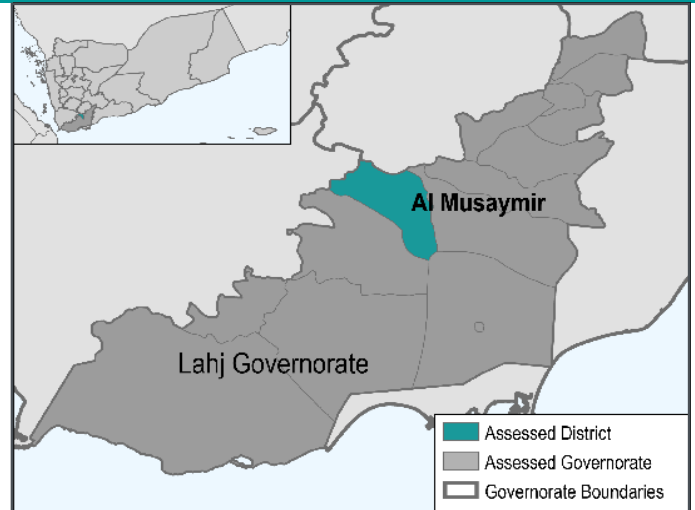 Al Musaymir
Lahj Governorate
Assessed District
Assessed Governorate
Governorate Boundaries